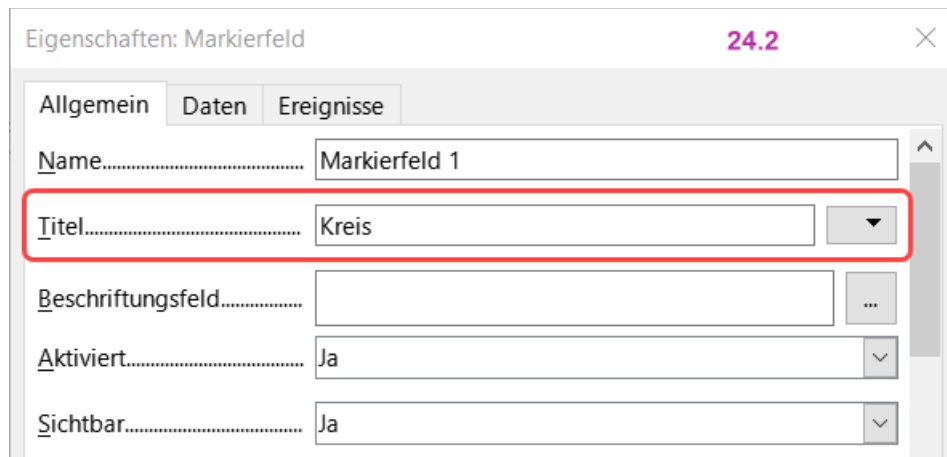 Eigenschaften: Markierfeld 24.2
Allgemein Daten Ereignisse
Name........................................ Markierfeld 1
Titel........................................... Kreis
Beschriftungsfeld................. ...
Aktiviert................................... Ja
Sichtbar................................... Ja